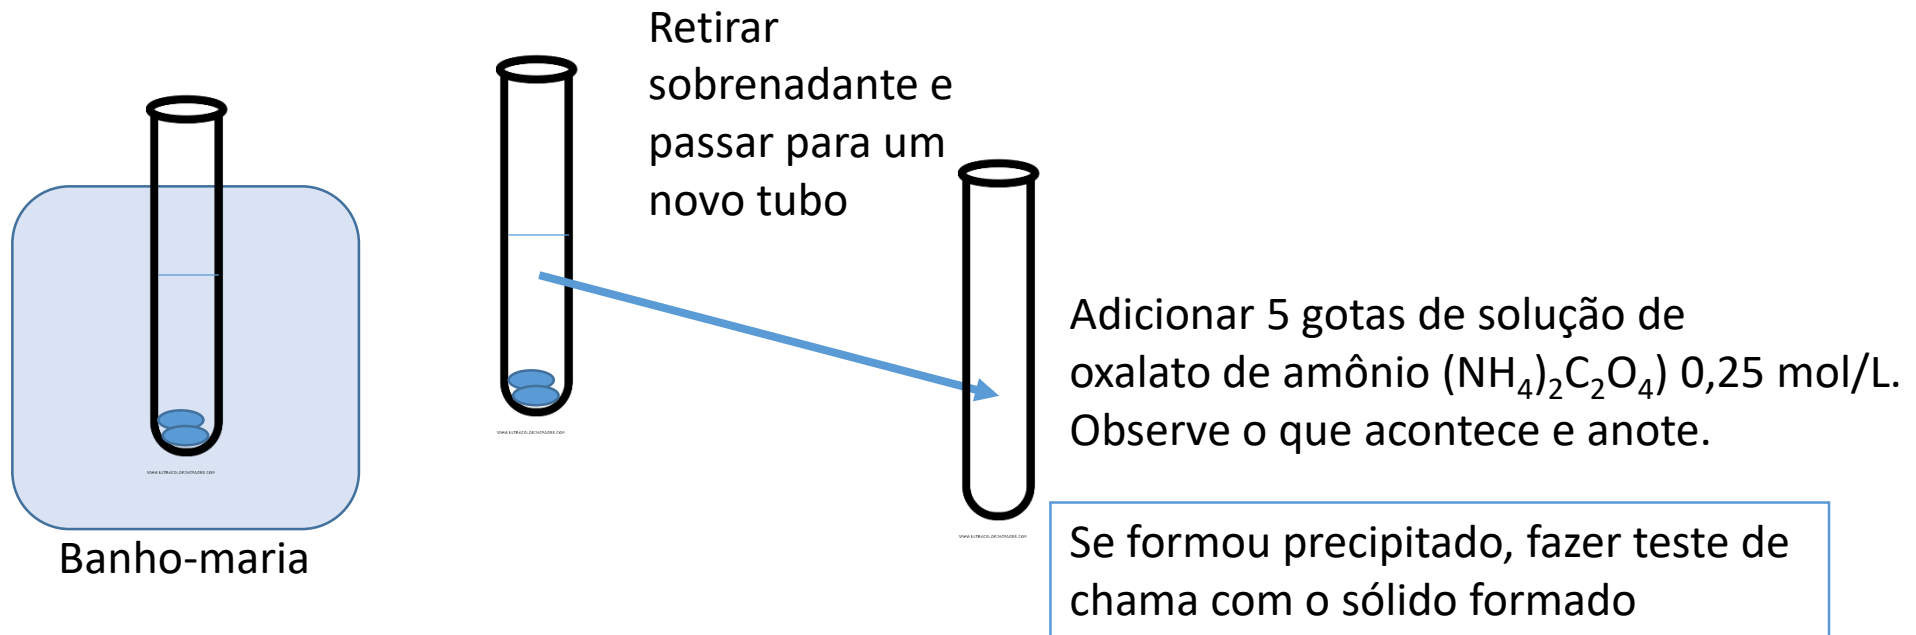 Retirar
sobrenadante e
passar para um
novo tubo
Adicionar 5 gotas de solução de
oxalato de amônio (NH₄)₂C₂O₄) 0,25 mol/L.
Observe o que acontece e anote.
Se formou precipitado, fazer teste de
chama com o sólido formado
Banho-maria